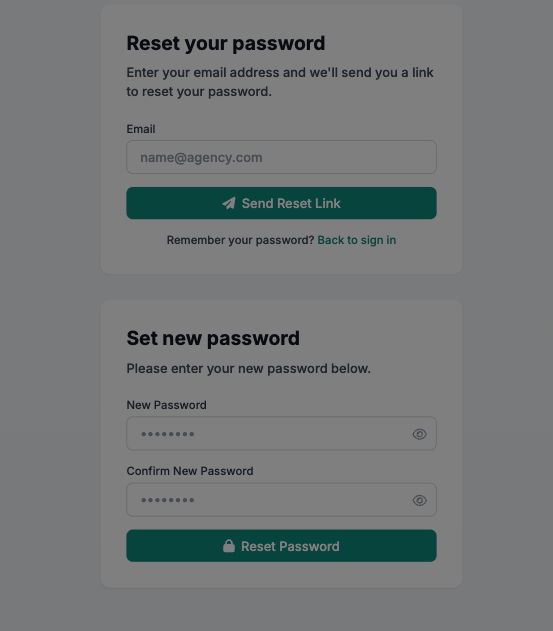 Reset your password
Enter your email address and we'll send you a link
to reset your password.
Email
name@agency.com
Send Reset Link
Remember your password? Back to sign in
Set new password
Please enter your new password below.
New Password
••••••••
Confirm New Password
••••••••
Reset Password